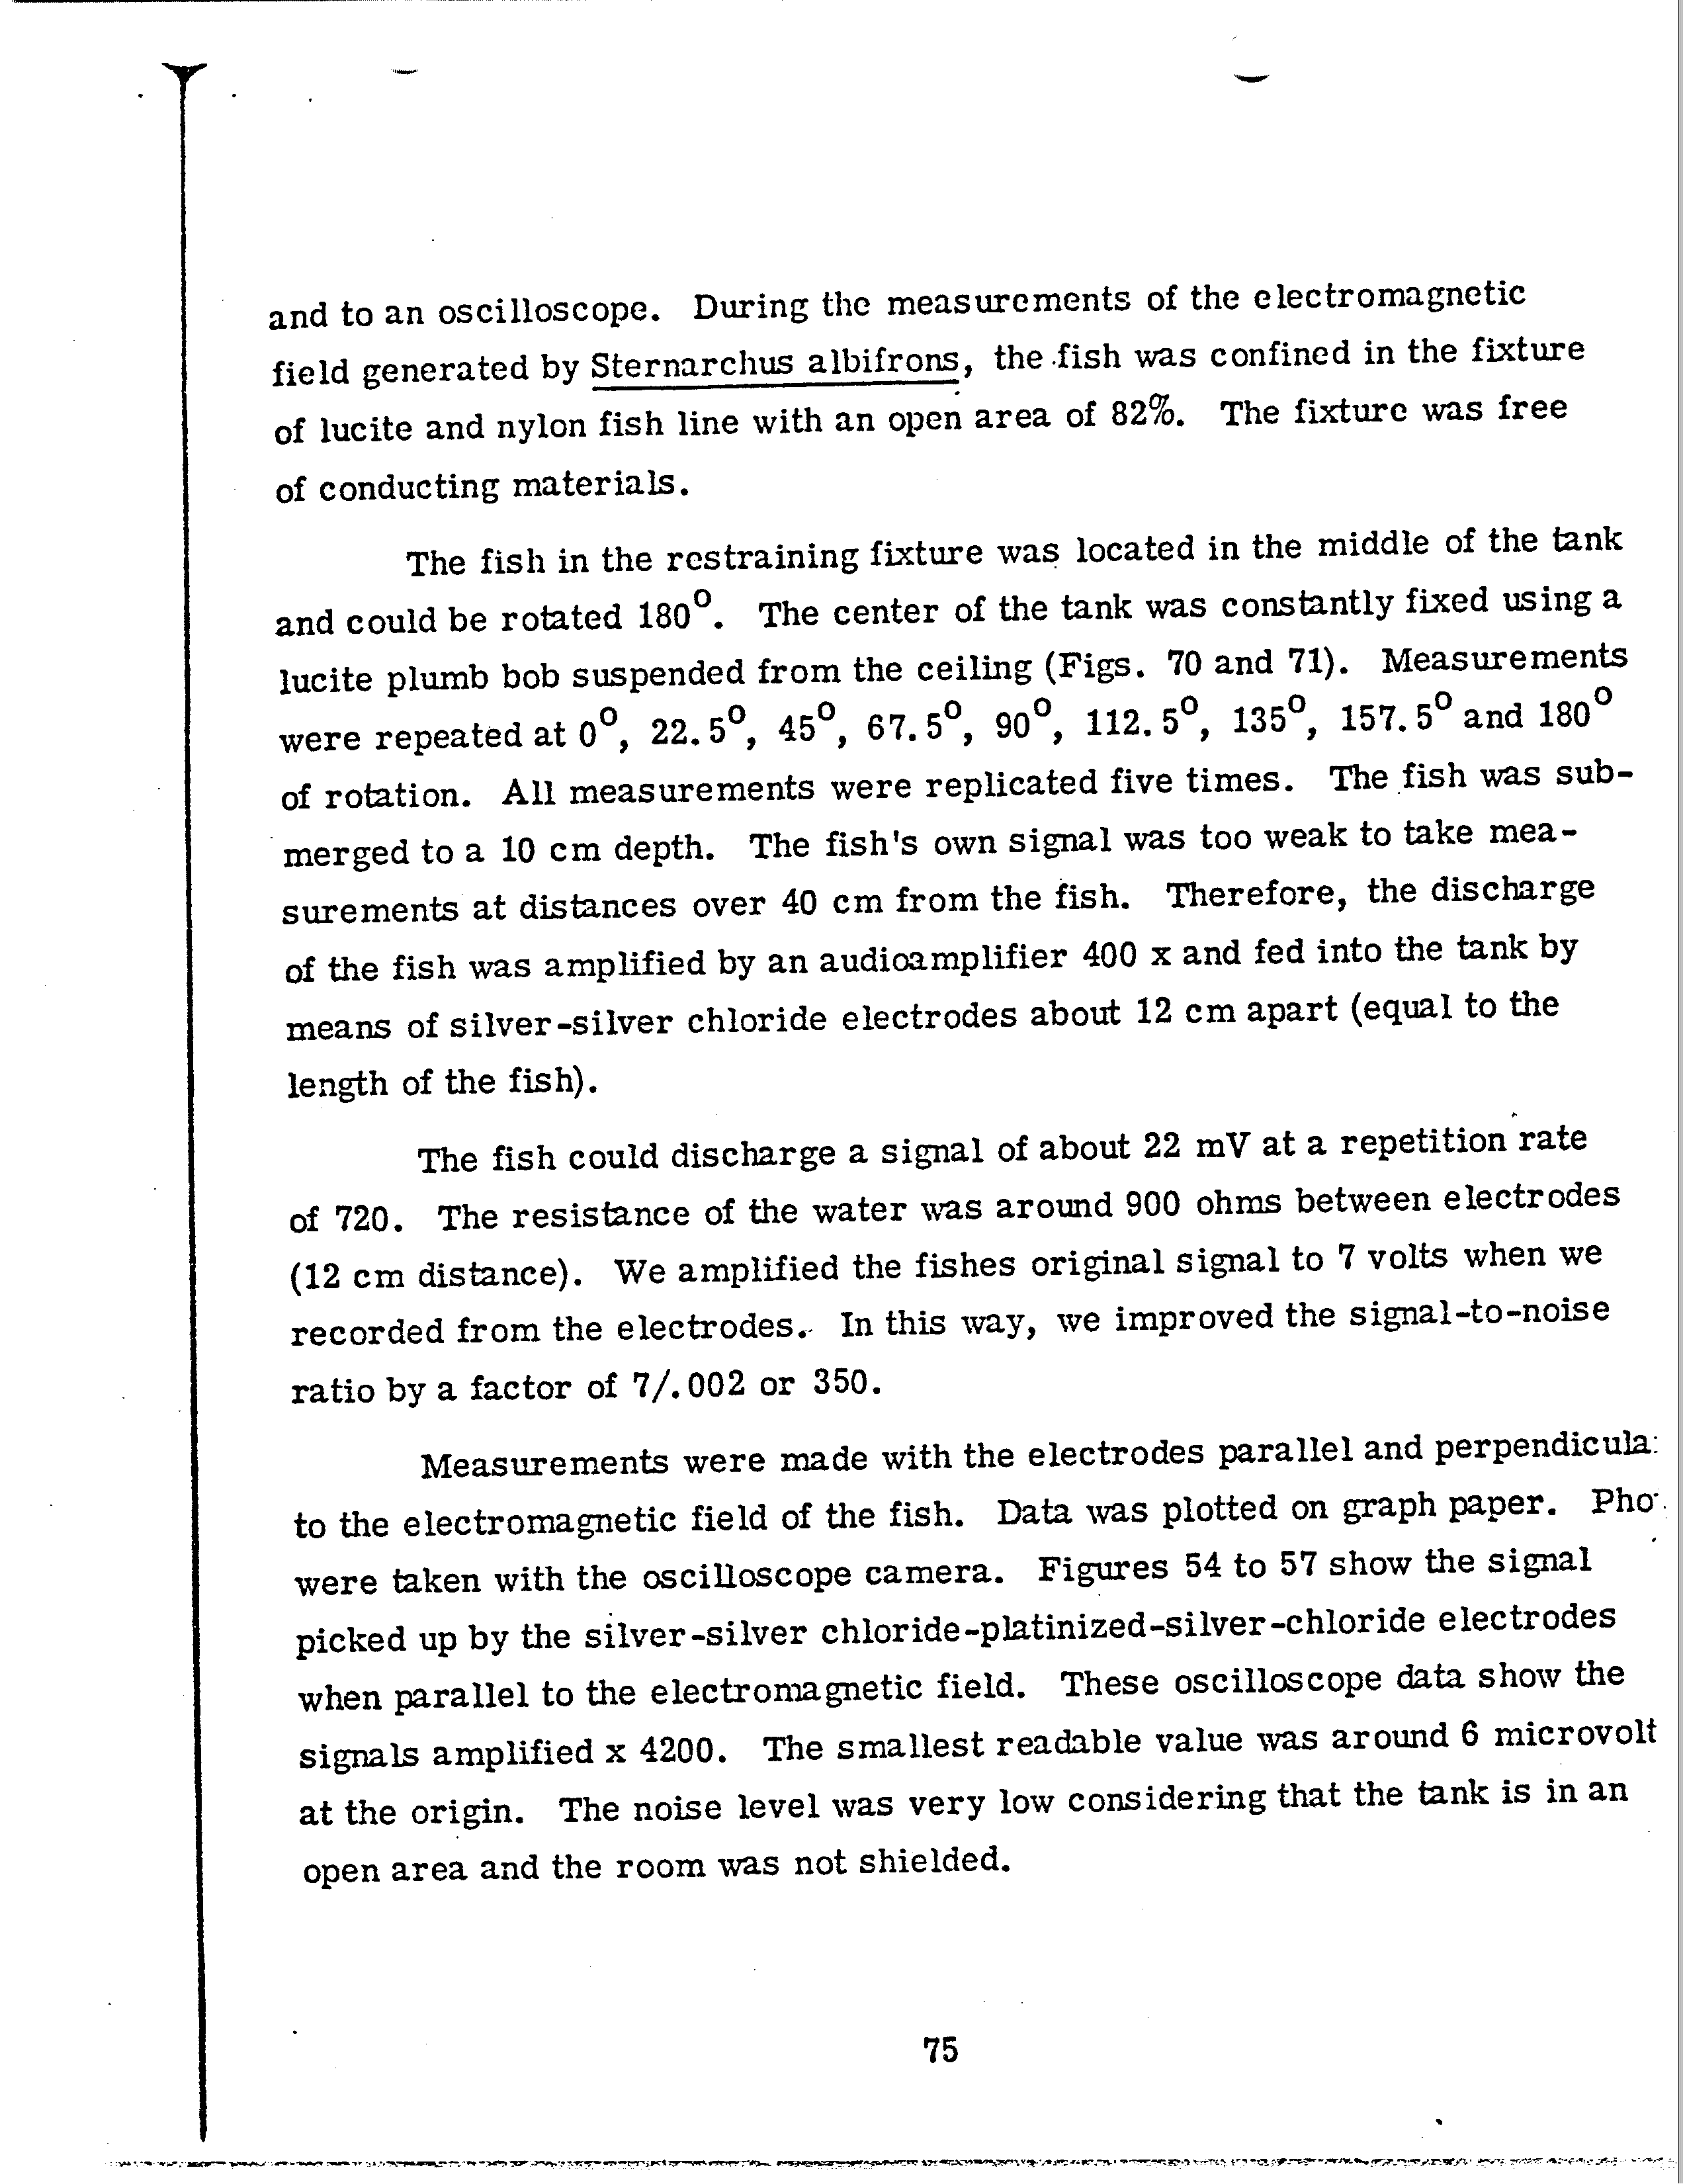 and to an oscilloscope. During the measurements of the electromagnetic
field generated by Sternarchus albifrons, the fish was confined in the fixture
of lucite and nylon fish line with an open area of 82%. The fixture was free
of conducting materials.
The fish in the restraining fixture was located in the middle of the tank
and could be rotated 180°. The center of the tank was constantly fixed using a
lucite plumb bob suspended from the ceiling (Figs. 70 and 71). Measurements
were repeated at 0°, 22.5°, 45°, 67.5°, 90°, 112.5°, 135°, 157.5° and 180°
of rotation. All measurements were replicated five times. The fish was sub-
merged to a 10 cm depth. The fish's own signal was too weak to take mea-
surements at distances over 40 cm from the fish. Therefore, the discharge
of the fish was amplified by an audioamplifier 400 x and fed into the tank by
means of silver-silver chloride electrodes about 12 cm apart (equal to the
length of the fish).
The fish could discharge a signal of about 22 mV at a repetition rate
of 720. The resistance of the water was around 900 ohms between electrodes
(12 cm distance). We amplified the fishes original signal to 7 volts when we
recorded from the electrodes. In this way, we improved the signal-to-noise
ratio by a factor of 7/.002 or 350.
Measurements were made with the electrodes parallel and perpendicula
to the electromagnetic field of the fish. Data was plotted on graph paper. Pho
were taken with the oscilloscope camera. Figures 54 to 57 show the signal
picked up by the silver-silver chloride-platinized-silver-chloride electrodes
when parallel to the electromagnetic field. These oscilloscope data show the
signals amplified x 4200. The smallest readable value was around 6 microvolt
at the origin. The noise level was very low considering that the tank is in an
open area and the room was not shielded.
75